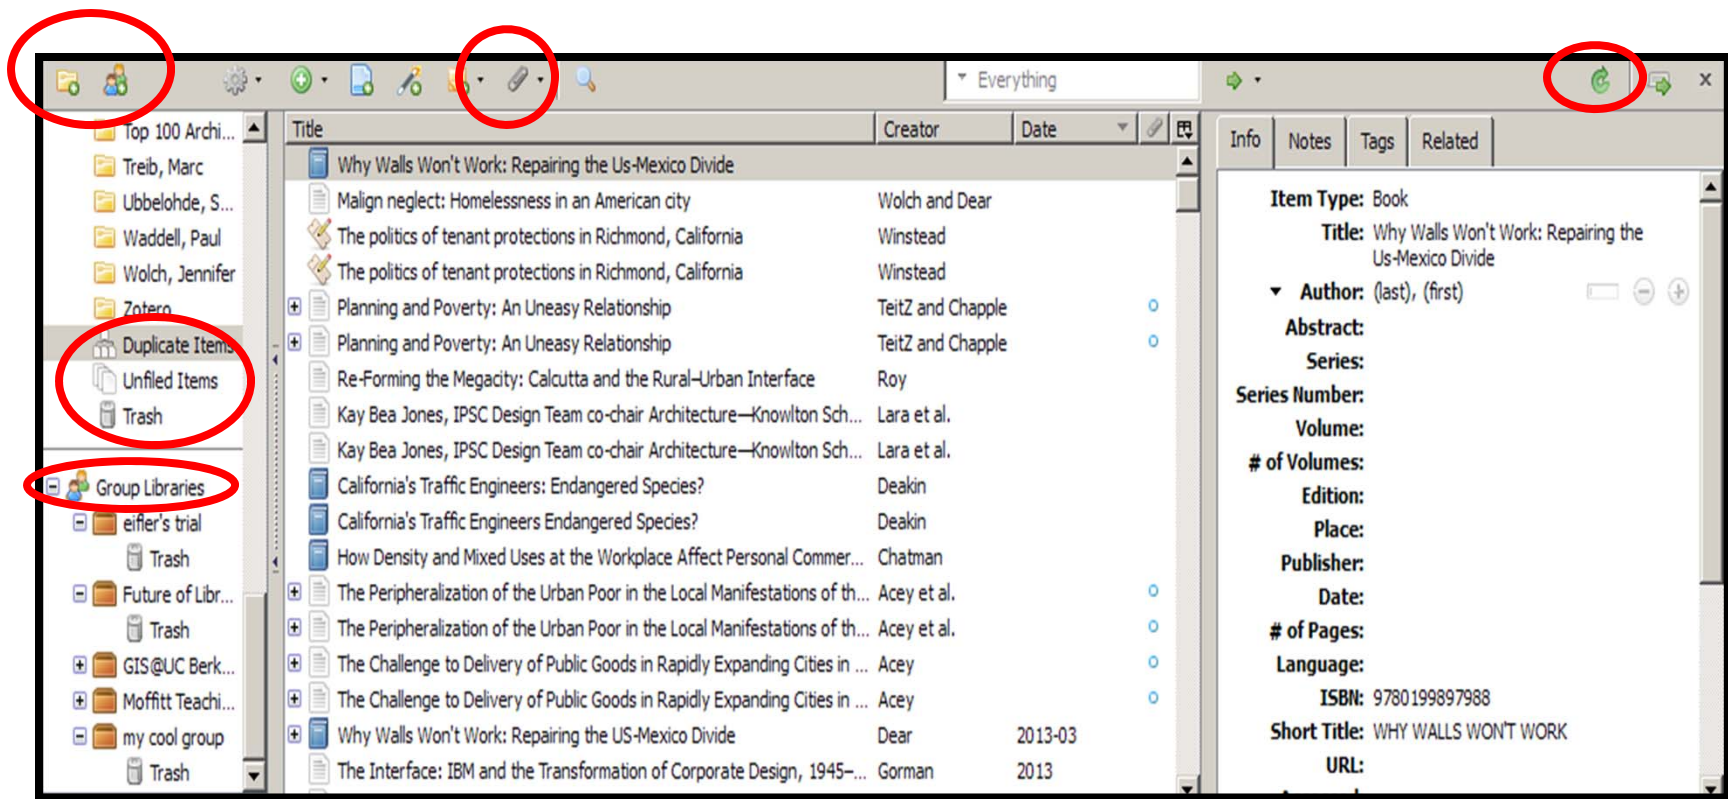 Everything
Top 100 Archi...
Treib, Marc
Ubbelohde, S...
Waddell, Paul
Wolch, Jennifer
Zotero
Duplicate Items
Unfiled Items
Trash
Group Libraries
eifler's trial
Trash
Future of Libr...
Trash
GIS@UC Berk...
Moffitt Teachi...
my cool group
Trash
Title Creator Date
Why Walls Won't Work: Repairing the Us-Mexico Divide
Malign neglect: Homelessness in an American city Wolch and Dear
The politics of tenant protections in Richmond, California Winstead
The politics of tenant protections in Richmond, California Winstead
Planning and Poverty: An Uneasy Relationship TeitZ and Chapple
Planning and Poverty: An Uneasy Relationship TeitZ and Chapple
Re-Forming the Megacity: Calcutta and the Rural–Urban Interface Roy
Kay Bea Jones, IPSC Design Team co-chair Architecture—Knowlton Sch... Lara et al.
Kay Bea Jones, IPSC Design Team co-chair Architecture—Knowlton Sch... Lara et al.
California's Traffic Engineers: Endangered Species? Deakin
California's Traffic Engineers Endangered Species? Deakin
How Density and Mixed Uses at the Workplace Affect Personal Commer... Chatman
The Peripheralization of the Urban Poor in the Local Manifestations of th... Acey et al.
The Peripheralization of the Urban Poor in the Local Manifestations of th... Acey et al.
The Challenge to Delivery of Public Goods in Rapidly Expanding Cities in ... Acey
The Challenge to Delivery of Public Goods in Rapidly Expanding Cities in ... Acey
Why Walls Won't Work: Repairing the US-Mexico Divide Dear 2013-03
The Interface: IBM and the Transformation of Corporate Design, 1945–... Gorman 2013
Info Notes Tags Related
Item Type: Book
Title: Why Walls Won't Work: Repairing the
Us-Mexico Divide
Author: (last), (first)
Abstract:
Series:
Series Number:
Volume:
# of Volumes:
Edition:
Place:
Publisher:
Date:
# of Pages:
Language:
ISBN: 9780199897988
Short Title: WHY WALLS WON'T WORK
URL: